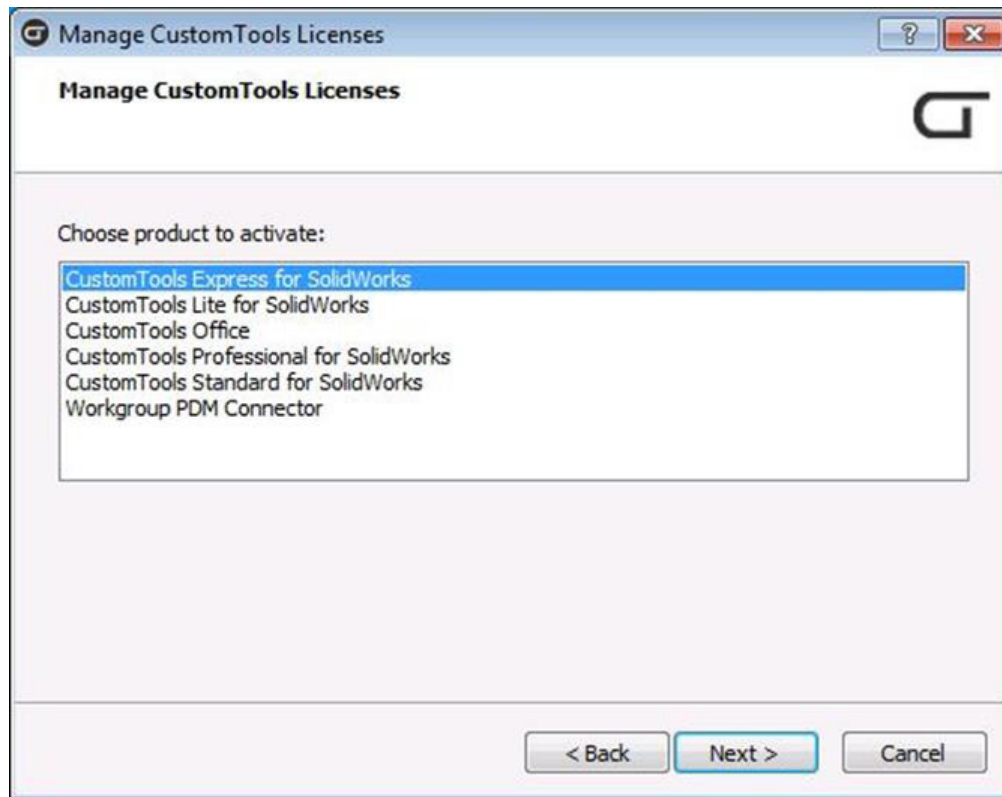 Manage CustomTools Licenses
Manage CustomTools Licenses
Choose product to activate:
CustomTools Express for SolidWorks
CustomTools Lite for SolidWorks
CustomTools Office
CustomTools Professional for SolidWorks
CustomTools Standard for SolidWorks
Workgroup PDM Connector
< Back Next > Cancel